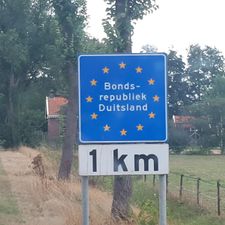 Bonds-
republiek
Duitsland
1 km